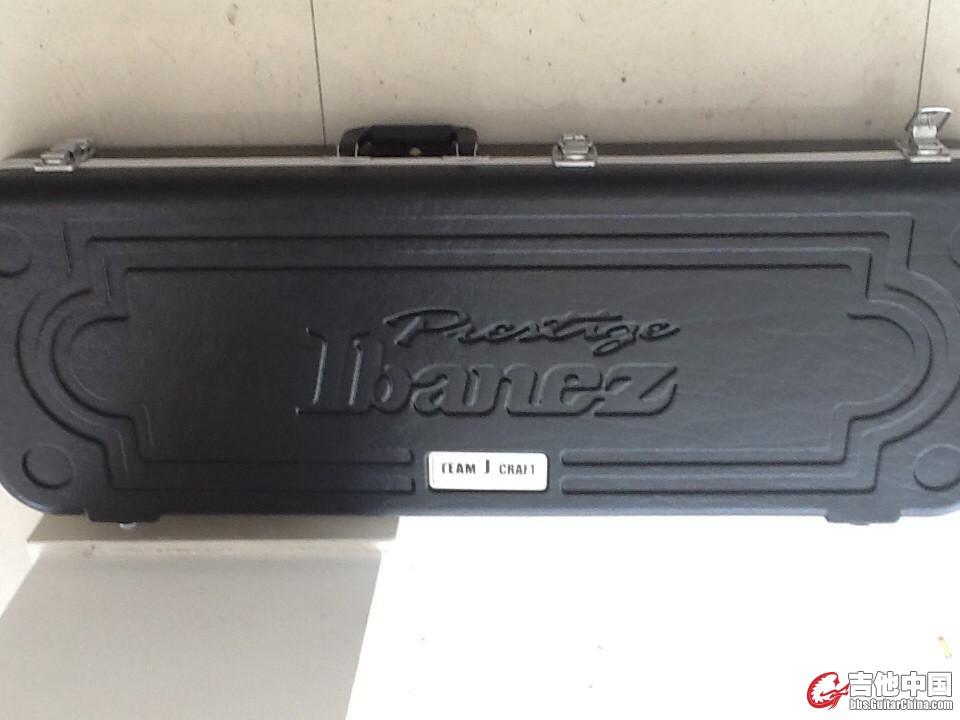 Prestige
Ibanez
TEAM J CRAFT
吉他中国
bbs.GuitarChina.com